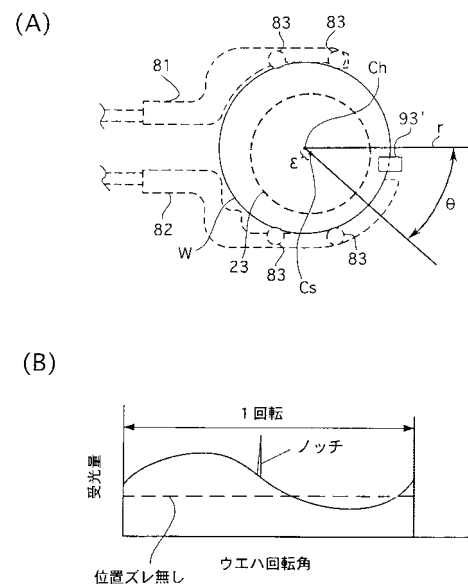 (A)
83
83
81
Ch
93'
r
ε
θ
82
W
23
83
Cs
83
(B)
1回転
ノッチ
受光量
位置ズレ無し
ウエハ回転角